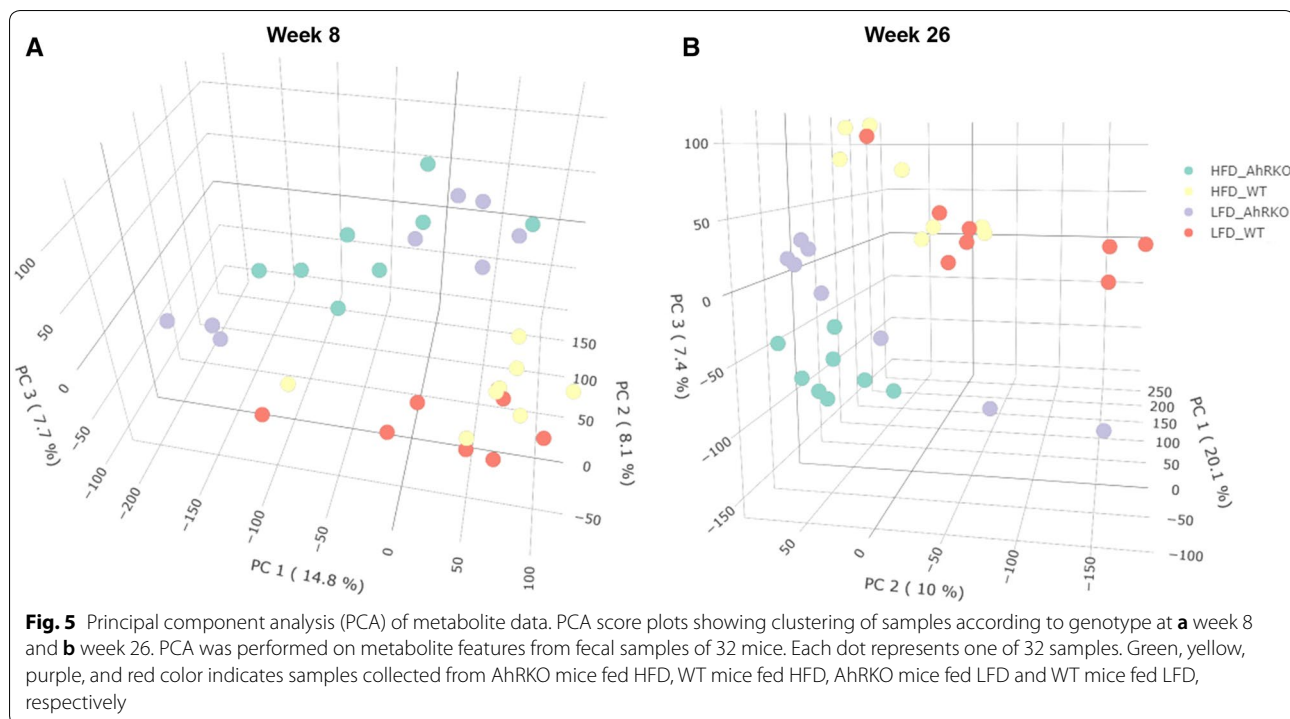 Week 8
Week 26
A
B
100
50
0
−50
−100
PC 3 ( 7.7 %)
−200
−150
−100
−50
0
50
100
PC 1 ( 14.8 %)
150
100
50
0
−50
PC 2 ( 8.1 %)
100
50
0
−50
−100
−150
PC 3 ( 7.4 %)
50
0
−50
−100
−150
PC 2 ( 10 %)
250
200
150
100
50
0
−50
−100
PC 1 ( 20.1 %)
HFD_AhRKO
HFD_WT
LFD_AhRKO
LFD_WT
Fig. 5 Principal component analysis (PCA) of metabolite data. PCA score plots showing clustering of samples according to genotype at a week 8
and b week 26. PCA was performed on metabolite features from fecal samples of 32 mice. Each dot represents one of 32 samples. Green, yellow,
purple, and red color indicates samples collected from AhRKO mice fed HFD, WT mice fed HFD, AhRKO mice fed LFD and WT mice fed LFD,
respectively